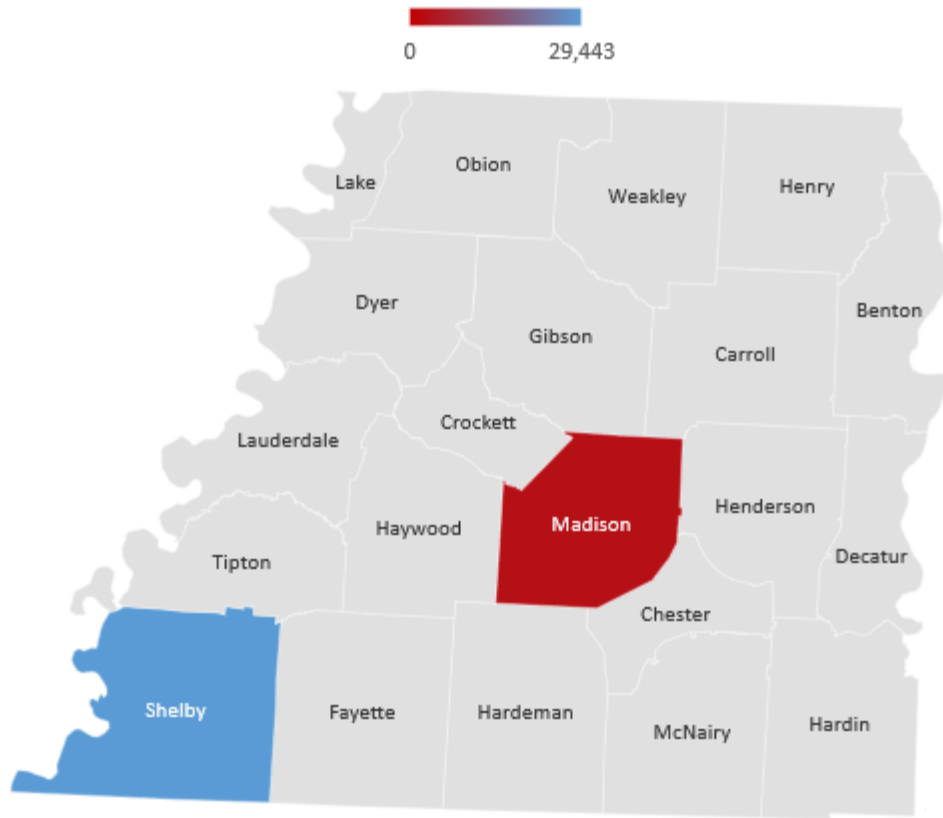 0 29,443
Obion
Lake
Henry
Weakley
Dyer
Benton
Gibson
Carroll
Crockett
Lauderdale
Henderson
Madison
Haywood
Decatur
Tipton
Chester
Shelby
Fayette
Hardeman
Hardin
McNairy